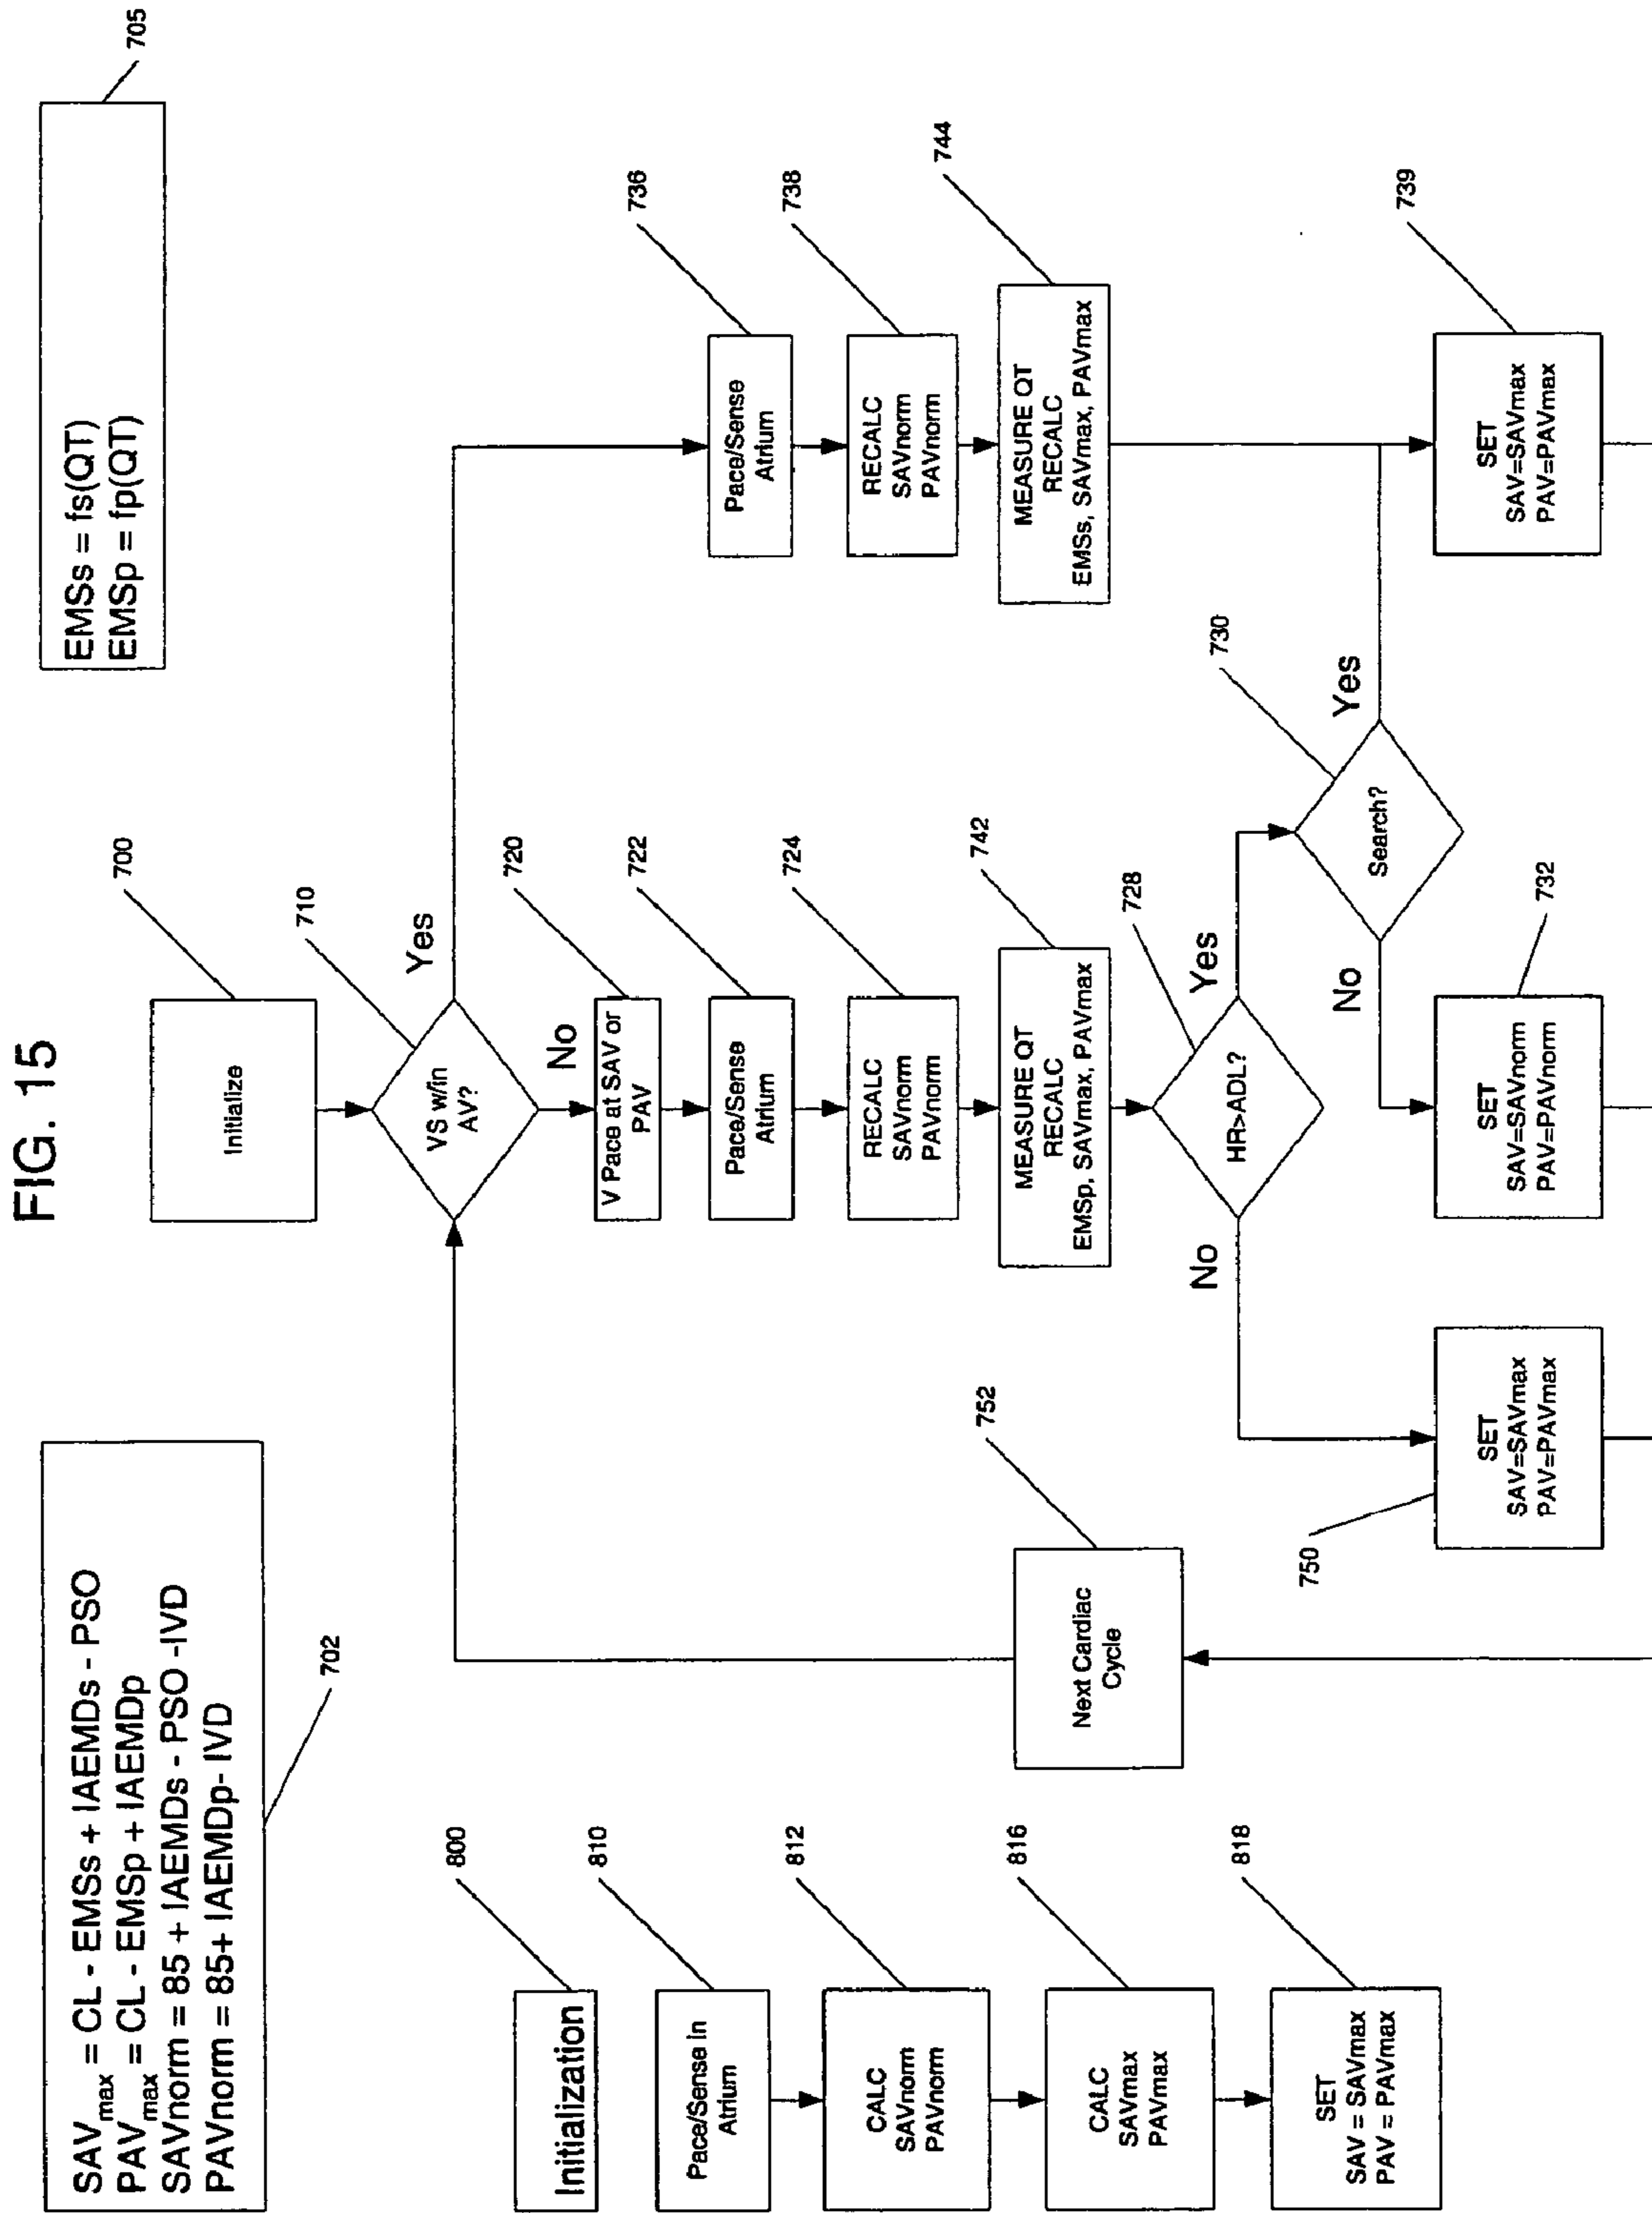 FIG. 15
SAVmax = CL - EMSs + IAEMDs - PSO
PAVmax = CL - EMSp + IAEMDp
SAVnorm = 85 + IAEMDs - PSO -IVD
PAVnorm = 85+ IAEMDp- IVD
702
EMSs = fs(QT)
EMSp = fp(QT)
705
800
Initialization
810
Pace/Sense in
Atrium
812
CALC
SAVnorm
PAVnorm
816
CALC
SAVmax
PAVmax
818
SET
SAV = SAVmax
PAV = PAVmax
700
Initialize
710
VS w/in
AV?
Yes
No
720
V Pace at SAV or
PAV
722
Pace/Sense
Atrium
724
RECALC
SAVnorm
PAVnorm
742
MEASURE QT
RECALC
EMSp, SAVmax, PAVmax
728
HR>ADL?
No
Yes
730
Search?
No
Yes
736
Pace/Sense
Atrium
738
RECALC
SAVnorm
PAVnorm
744
MEASURE QT
RECALC
EMSs, SAVmax, PAVmax
752
Next Cardiac
Cycle
750
SET
SAV=SAVmax
PAV=PAVmax
732
SET
SAV=SAVnorm
PAV=PAVnorm
739
SET
SAV=SAVmax
PAV=PAVmax